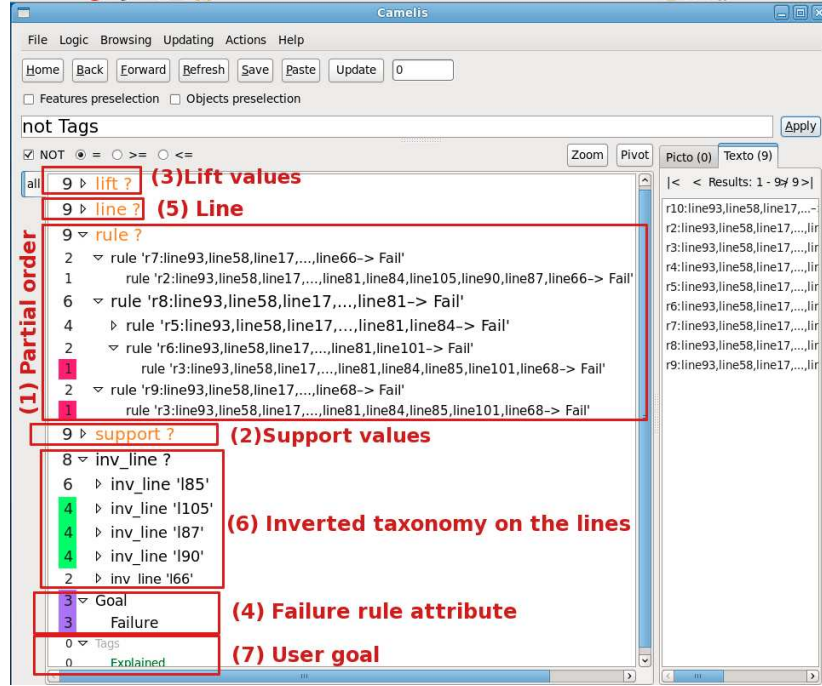 Camelis
File Logic Browsing Updating Actions Help
Home Back Forward Refresh Save Paste Update 0
Features preselection Objects preselection
not Tags Apply
NOT = >= <= Zoom Pivot Picto (0) Texto (9)
all 9 lift ? (3)Lift values |< < Results: 1 - 9 9 >|
9 line ? (5) Line
9 rule ?
2 rule 'r7:line93,line58,line17,...,line66-> Fail'
1 rule 'r2:line93,line58,line17,...,line81,line84,line105,line90,line87,line66-> Fail'
6 rule 'r8:line93,line58,line17,...,line81-> Fail'
4 rule 'r5:line93,line58,line17,...,line81,line84-> Fail'
2 rule 'r6:line93,line58,line17,...,line81,line101-> Fail'
1 rule 'r3:line93,line58,line17,...,line81,line84,line85,line101,line68-> Fail'
2 rule 'r9:line93,line58,line17,...,line68-> Fail'
1 rule 'r3:line93,line58,line17,...,line81,line84,line85,line101,line68-> Fail'
(1) Partial order
9 support ? (2)Support values
8 inv_line ?
6 inv_line 'l85'
4 inv_line 'l105'
4 inv_line 'l87'
4 inv_line 'l90'
2 inv_line 'l66'
(6) Inverted taxonomy on the lines
3 Goal
3 Failure
(4) Failure rule attribute
0 Tags
0 Explained
(7) User goal
r10:line93,line58,line17,...-
r2:line93,line58,line17,...,lir
r3:line93,line58,line17,...,lir
r4:line93,line58,line17,...,lir
r5:line93,line58,line17,...,lir
r6:line93,line58,line17,...,lir
r7:line93,line58,line17,...,lir
r8:line93,line58,line17,...,lir
r9:line93,line58,line17,...,lir